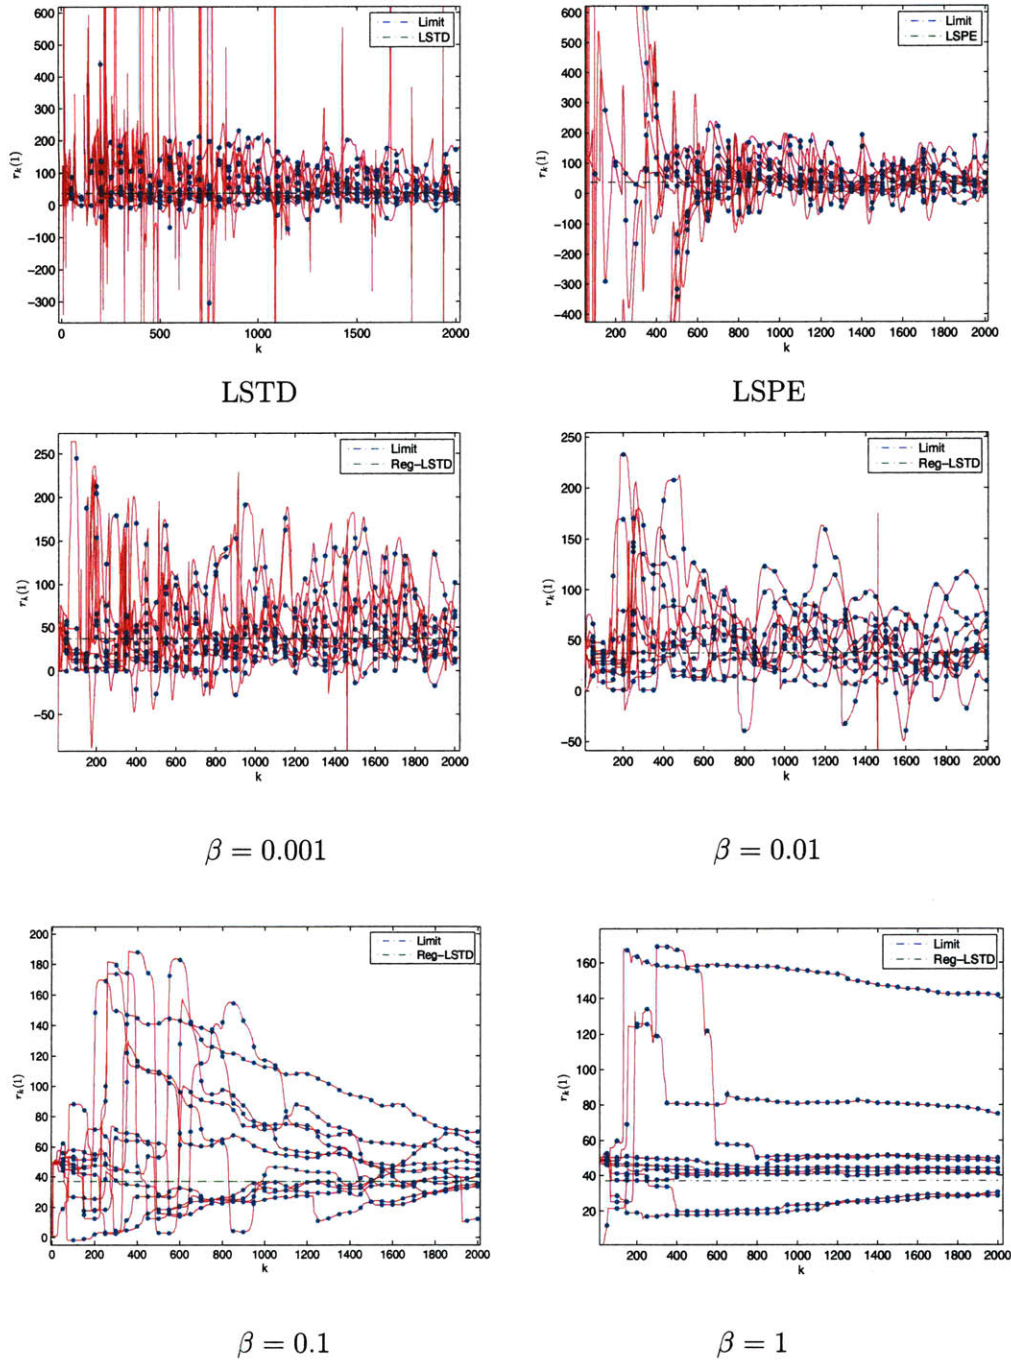 600
500
400
300
200
100
0
-100
-200
-300
r_k(1)
0 500 1000 1500 2000
k
Limit
LSTD
LSTD
600
500
400
300
200
100
0
-100
-200
-300
-400
r_k(1)
200 400 600 800 1000 1200 1400 1600 1800 2000
k
Limit
LSPE
LSPE
250
200
150
100
50
0
-50
r_k(1)
200 400 600 800 1000 1200 1400 1600 1800 2000
k
Limit
Reg-LSTD
β = 0.001
250
200
150
100
50
0
-50
r_k(1)
200 400 600 800 1000 1200 1400 1600 1800 2000
k
Limit
Reg-LSTD
β = 0.01
200
180
160
140
120
100
80
60
40
20
0
r_k(1)
0 200 400 600 800 1000 1200 1400 1600 1800 2000
k
Limit
Reg-LSTD
β = 0.1
160
140
120
100
80
60
40
20
r_k(1)
200 400 600 800 1000 1200 1400 1600 1800 2000
k
Limit
Reg-LSTD
β = 1